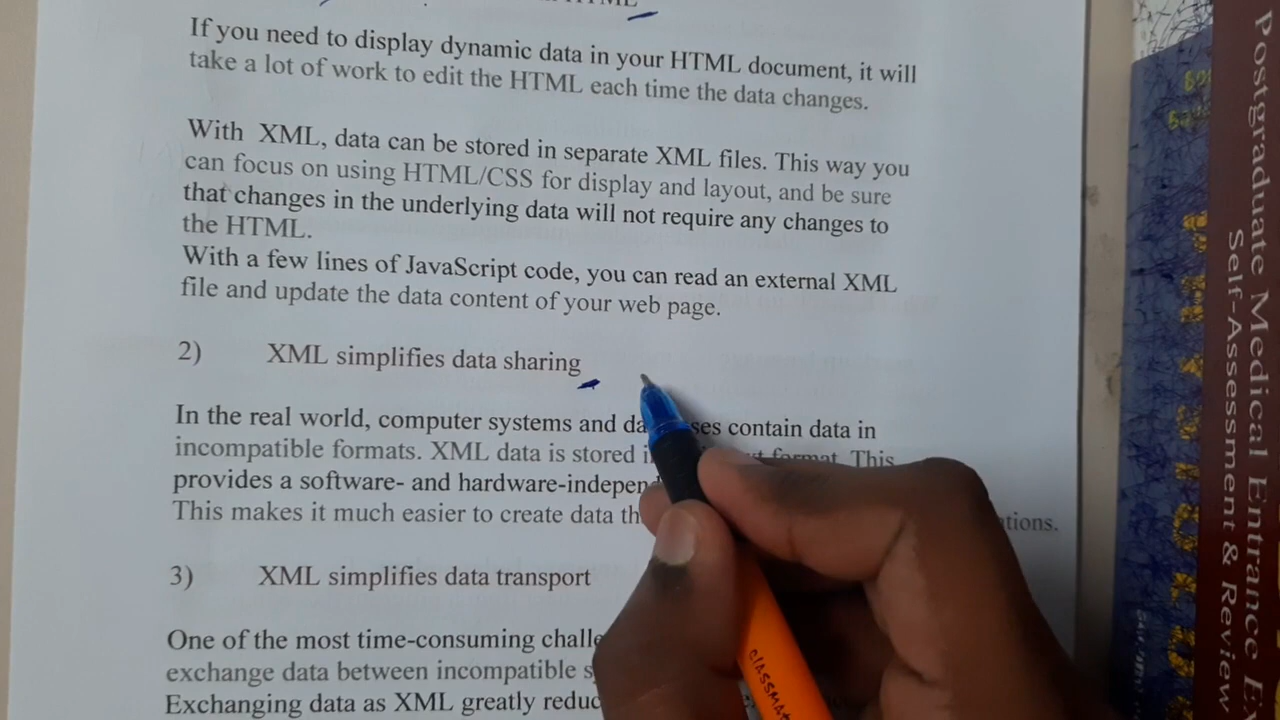 HTML
If you need to display dynamic data in your HTML document, it will
take a lot of work to edit the HTML each time the data changes.
With XML, data can be stored in separate XML files. This way you
can focus on using HTML/CSS for display and layout, and be sure
that changes in the underlying data will not require any changes to
the HTML.
With a few lines of JavaScript code, you can read an external XML
file and update the data content of your web page.
2) XML simplifies data sharing
In the real world, computer systems and contain data in
incompatible formats. XML data is stored format. This
provides a software- and hardware-
This makes it much easier to create data
3) XML simplifies data transport
One of the most time-consuming
exchange data between incompatible
Exchanging data as XML greatly
classmate
Postgraduate Medical Entrance
Self-Assessment & Review